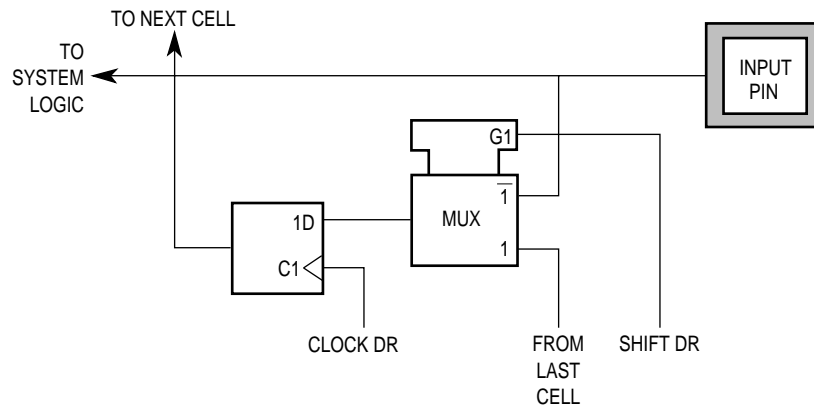 TO NEXT CELL
TO
SYSTEM
LOGIC
INPUT
PIN
G1
1
MUX
1
1D
C1
CLOCK DR
FROM
LAST
CELL
SHIFT DR